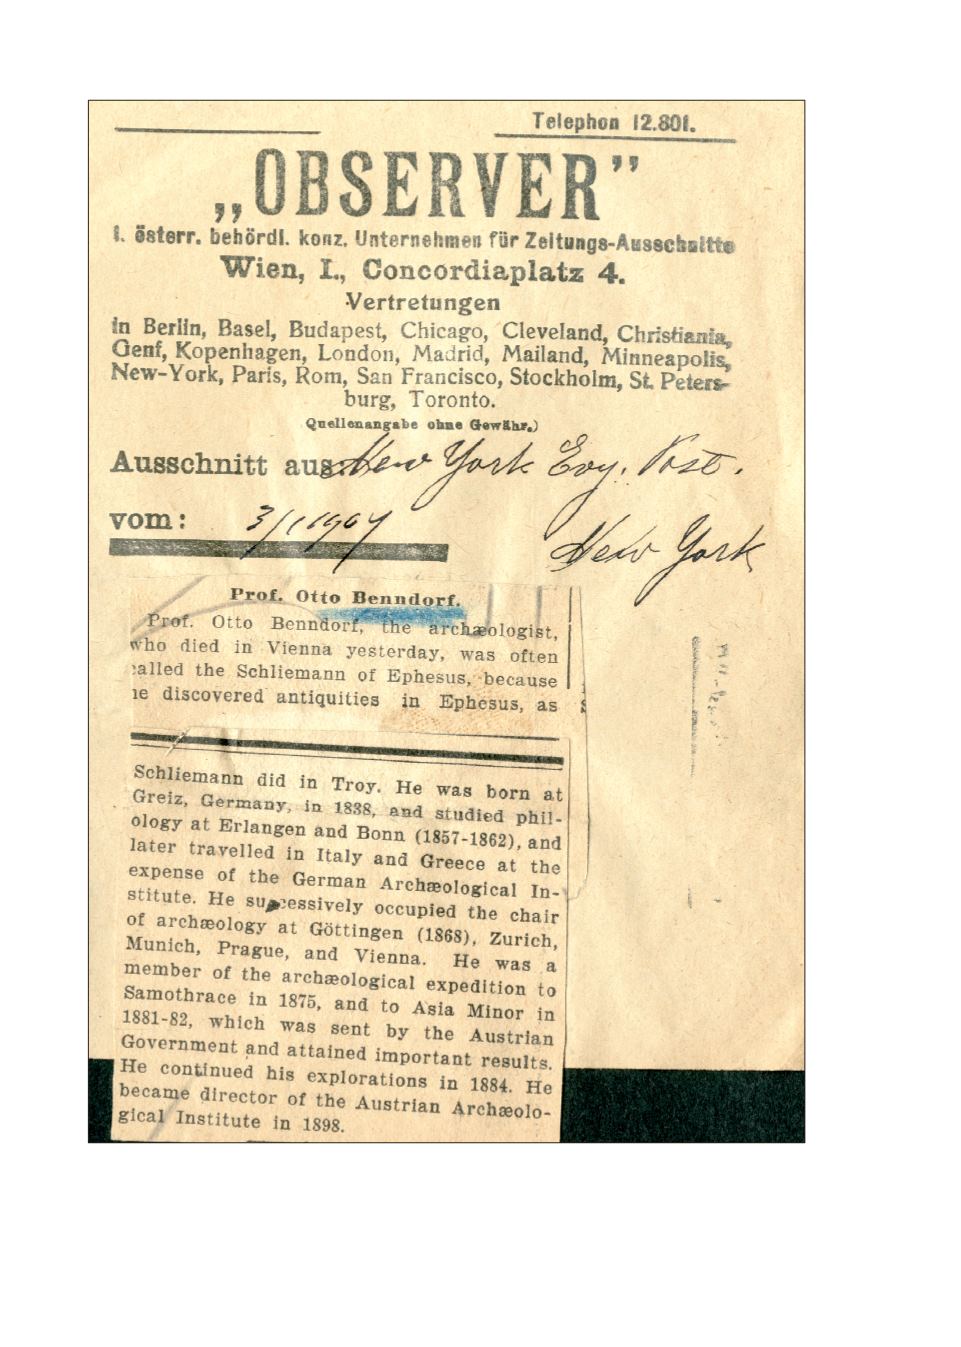 Telephon 12.801.
„OBSERVER”
I. österr. behördl. konz. Unternehmen für Zeitungs-Ausschnitte
Wien, I., Concordiaplatz 4.
Vertretungen
in Berlin, Basel, Budapest, Chicago, Cleveland, Christiania,
Genf, Kopenhagen, London, Madrid, Mailand, Minneapolis,
New-York, Paris, Rom, San Francisco, Stockholm, St. Peters-
burg, Toronto.
Quellenangabe ohne Gewähr.)
Ausschnitt aus: New York Evg. Post.
vom: 3/1 1907
New York
Prof. Otto Benndorf.
Prof. Otto Benndorf, the archæologist,
who died in Vienna yesterday, was often
called the Schliemann of Ephesus, because
he discovered antiquities in Ephesus, as
Schliemann did in Troy. He was born at
Greiz, Germany, in 1838, and studied phil-
ology at Erlangen and Bonn (1857-1862), and
later travelled in Italy and Greece at the
expense of the German Archæological In-
stitute. He successively occupied the chair
of archæology at Göttingen (1868), Zurich,
Munich, Prague, and Vienna. He was a
member of the archæological expedition to
Samothrace in 1875, and to Asia Minor in
1881-82, which was sent by the Austrian
Government and attained important results.
He continued his explorations in 1884. He
became director of the Austrian Archæolo-
gical Institute in 1898.